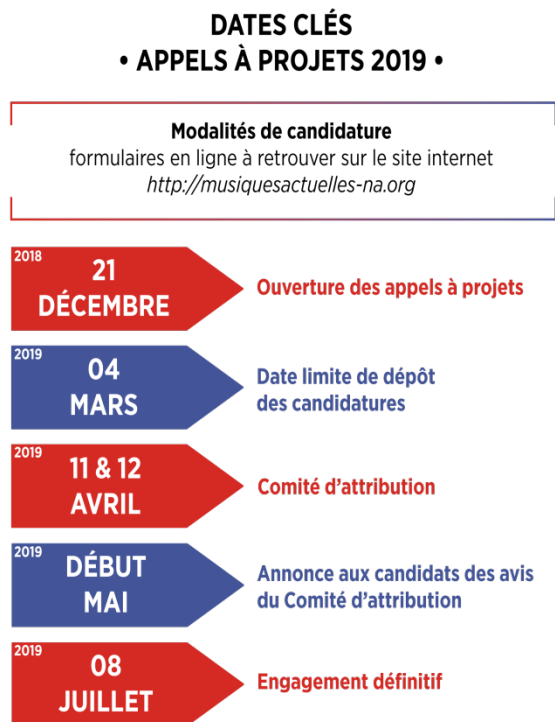 DATES CLÉS
• APPELS À PROJETS 2019 •
Modalités de candidature
formulaires en ligne à retrouver sur le site internet
http://musiquesactuelles-na.org
2018
21
DÉCEMBRE
Ouverture des appels à projets
2019
04
MARS
Date limite de dépôt
des candidatures
2019
11 & 12
AVRIL
Comité d’attribution
2019
DÉBUT
MAI
Annonce aux candidats des avis
du Comité d’attribution
2019
08
JUILLET
Engagement définitif